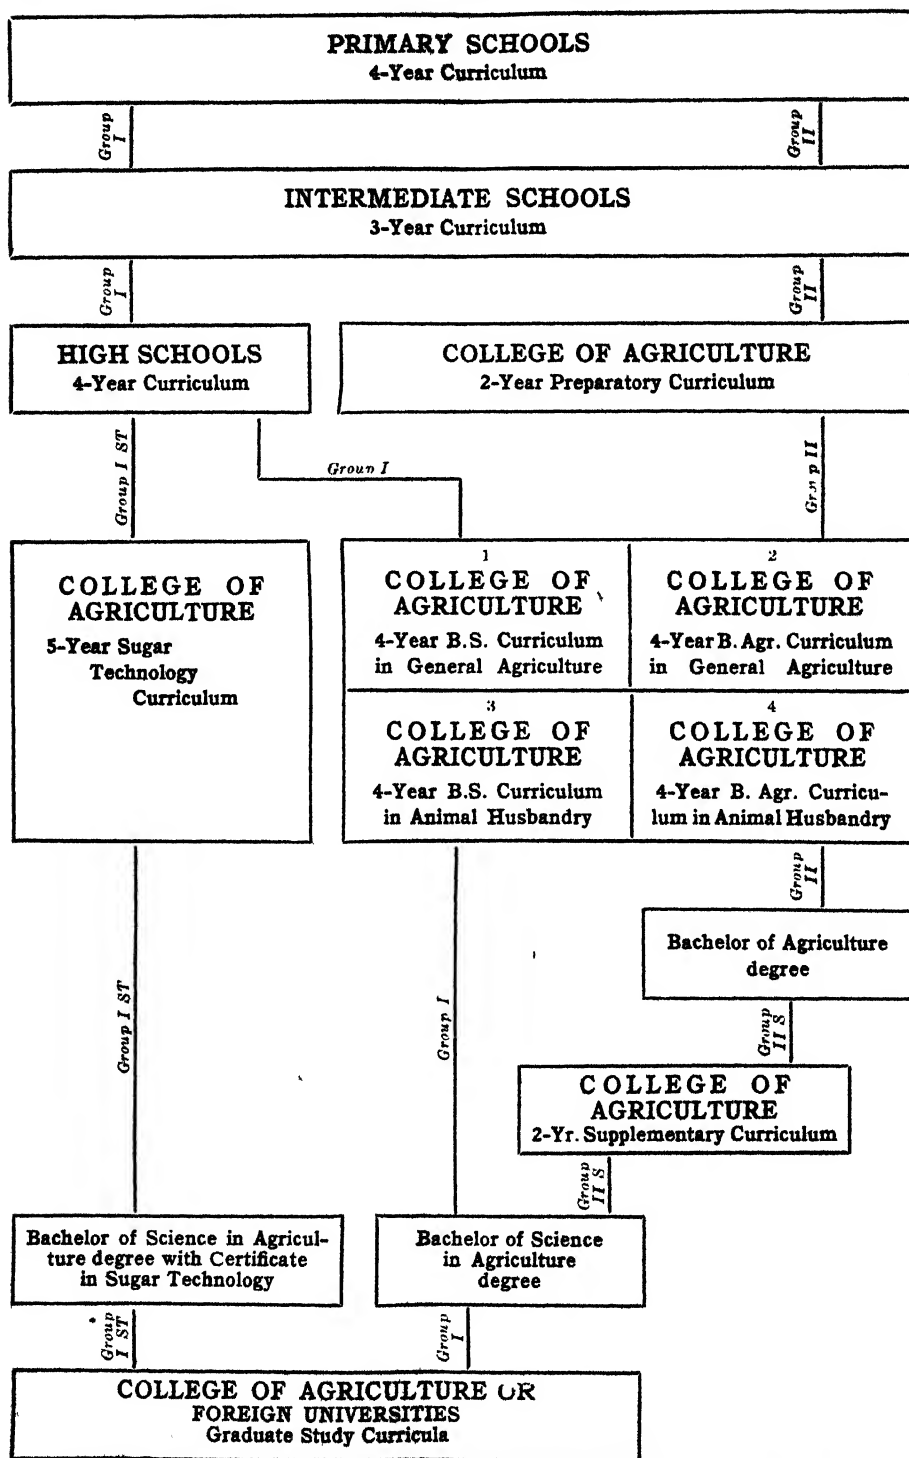 PRIMARY SCHOOLS
4-Year Curriculum
Group
I
Group
II
INTERMEDIATE SCHOOLS
3-Year Curriculum
Group
I
Group
II
HIGH SCHOOLS
4-Year Curriculum
COLLEGE OF AGRICULTURE
2-Year Preparatory Curriculum
Group I ST
Group I
Group II
COLLEGE OF
AGRICULTURE
5-Year Sugar
Technology
Curriculum
1
COLLEGE OF
AGRICULTURE
4-Year B.S. Curriculum
in General Agriculture
2
COLLEGE OF
AGRICULTURE
4-Year B. Agr. Curriculum
in General Agriculture
3
COLLEGE OF
AGRICULTURE
4-Year B.S. Curriculum
in Animal Husbandry
4
COLLEGE OF
AGRICULTURE
4-Year B. Agr. Curricu-
lum in Animal Husbandry
Group
II
Bachelor of Agriculture
degree
Group I ST
Group I
Group
II S
COLLEGE OF
AGRICULTURE
2-Yr. Supplementary Curriculum
Group
II S
Bachelor of Science in Agricul-
ture degree with Certificate
in Sugar Technology
Bachelor of Science
in Agriculture
degree
Group
I ST
Group
I
COLLEGE OF AGRICULTURE OR
FOREIGN UNIVERSITIES
Graduate Study Curricula